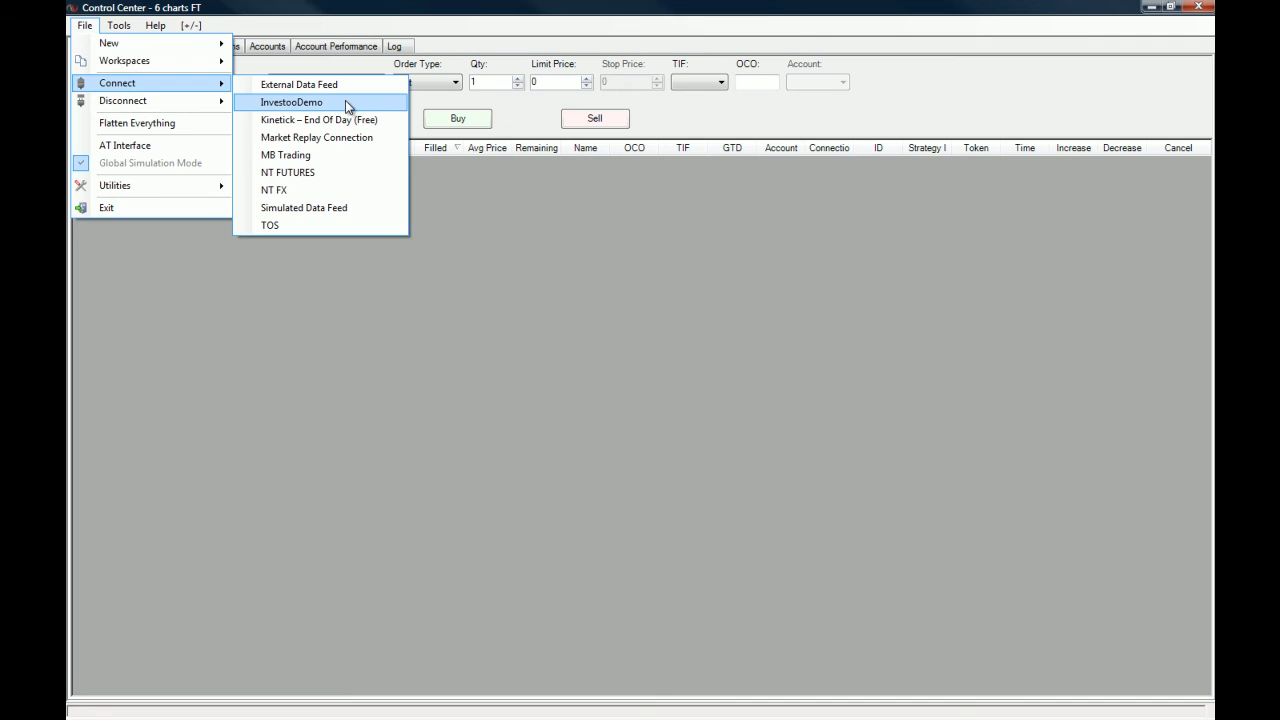 Control Center - 6 charts FT
File Tools Help [+/-]
Accounts Account Performance Log
Order Type: Qty: Limit Price: Stop Price: TIF: OCO: Account:
1 0 0
Buy Sell
Filled Avg Price Remaining Name OCO TIF GTD Account Connectio ID Strategy I Token Time Increase Decrease Cancel
New
Workspaces
Connect
Disconnect
Flatten Everything
AT Interface
Global Simulation Mode
Utilities
Exit
External Data Feed
InvestooDemo
Kinetick – End Of Day (Free)
Market Replay Connection
MB Trading
NT FUTURES
NT FX
Simulated Data Feed
TOS